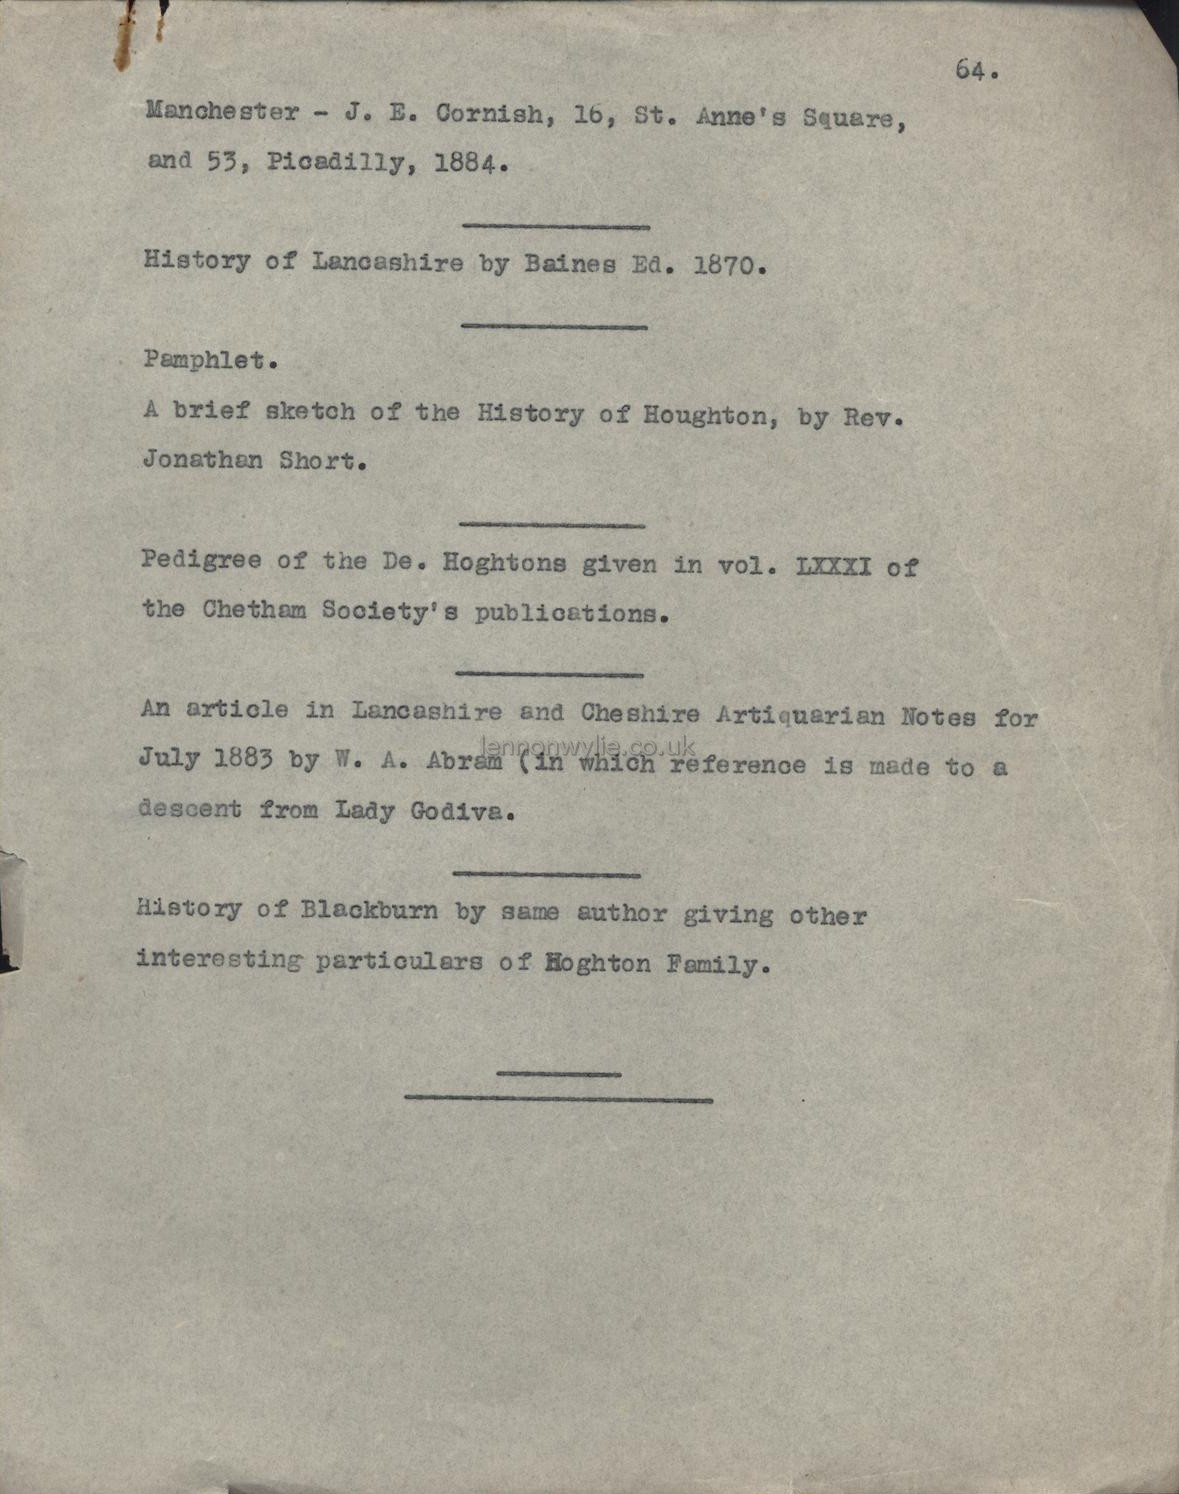 64.
Manchester - J. E. Cornish, 16, St. Anne's Square,
and 53, Picadilly, 1884.
History of Lancashire by Baines Ed. 1870.
Pamphlet.
A brief sketch of the History of Houghton, by Rev.
Jonathan Short.
Pedigree of the De. Hoghtons given in vol. LXXXI of
the Chetham Society's publications.
An article in Lancashire and Cheshire Artiquarian Notes for
lennonwylie.co.uk
July 1883 by W. A. Abram (in which reference is made to a
descent from Lady Godiva.
History of Blackburn by same author giving other
interesting particulars of Hoghton Family.